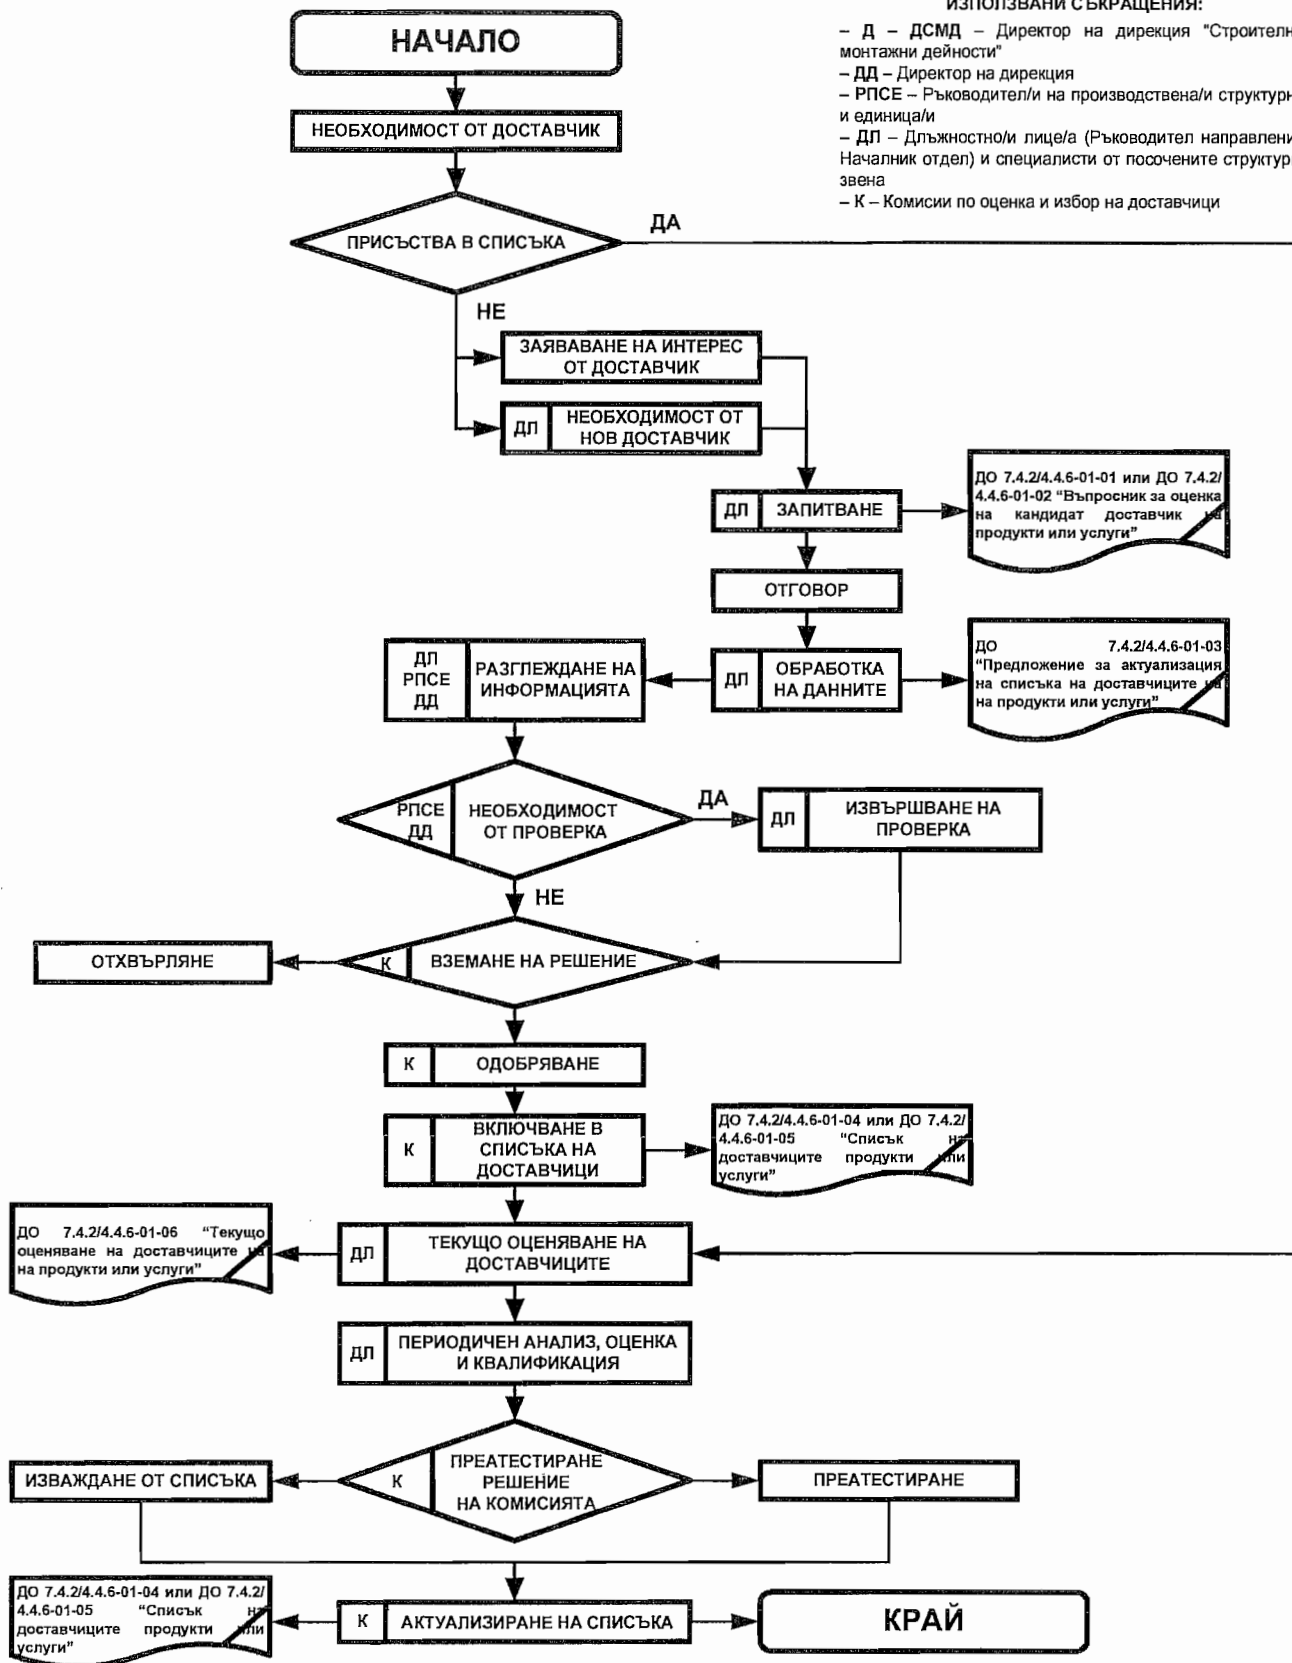 НАЧАЛО
ИЗПОЛЗВАНИ СЪКРАЩЕНИЯ:
– Д – ДСМД – Директор на дирекция "Строителн
монтажни дейности"
– ДД – Директор на дирекция
– РПСЕ – Ръководител/и на производствена/и структурн
и единица/и
– ДЛ – Длъжностно/и лице/а (Ръководител направлени
Началник отдел) и специалисти от посочените структур
звена
– К – Комисии по оценка и избор на доставчици
НЕОБХОДИМОСТ ОТ ДОСТАВЧИК
ПРИСЪСТВА В СПИСЪКА
ДА
НЕ
ЗАЯВАВАНЕ НА ИНТЕРЕС
ОТ ДОСТАВЧИК
ДЛ
НЕОБХОДИМОСТ ОТ
НОВ ДОСТАВЧИК
ДЛ
ЗАПИТВАНЕ
ДО 7.4.2/4.4.6-01-01 или ДО 7.4.2/
4.4.6-01-02 “Въпросник за оценка
на кандидат доставчик на
продукти или услуги”
ОТГОВОР
ДЛ
ОБРАБОТКА
НА ДАННИТЕ
ДО 7.4.2/4.4.6-01-03
“Предложение за актуализация
на списъка на доставчиците на
на продукти или услуги”
ДЛ
РПСЕ
ДД
РАЗГЛЕЖДАНЕ НА
ИНФОРМАЦИЯТА
РПСЕ
ДД
НЕОБХОДИМОСТ
ОТ ПРОВЕРКА
ДА
ДЛ
ИЗВЪРШВАНЕ НА
ПРОВЕРКА
НЕ
К
ВЗЕМАНЕ НА РЕШЕНИЕ
ОТХВЪРЛЯНЕ
К
ОДОБРЯВАНЕ
К
ВКЛЮЧВАНЕ В
СПИСЪКА НА
ДОСТАВЧИЦИ
ДО 7.4.2/4.4.6-01-04 или ДО 7.4.2/
4.4.6-01-05 “Списък на
доставчиците продукти или
услуги”
ДО 7.4.2/4.4.6-01-06 “Текущо
оценяване на доставчиците на
на продукти или услуги”
ДЛ
ТЕКУЩО ОЦЕНЯВАНЕ НА
ДОСТАВЧИЦИТЕ
ДЛ
ПЕРИОДИЧЕН АНАЛИЗ, ОЦЕНКА
И КВАЛИФИКАЦИЯ
К
ПРЕАТЕСТИРАНЕ
РЕШЕНИЕ
НА КОМИСИЯТА
ИЗВАЖДАНЕ ОТ СПИСЪКА
ПРЕАТЕСТИРАНЕ
ДО 7.4.2/4.4.6-01-04 или ДО 7.4.2/
4.4.6-01-05 “Списък на
доставчиците продукти или
услуги”
К
АКТУАЛИЗИРАНЕ НА СПИСЪКА
КРАЙ